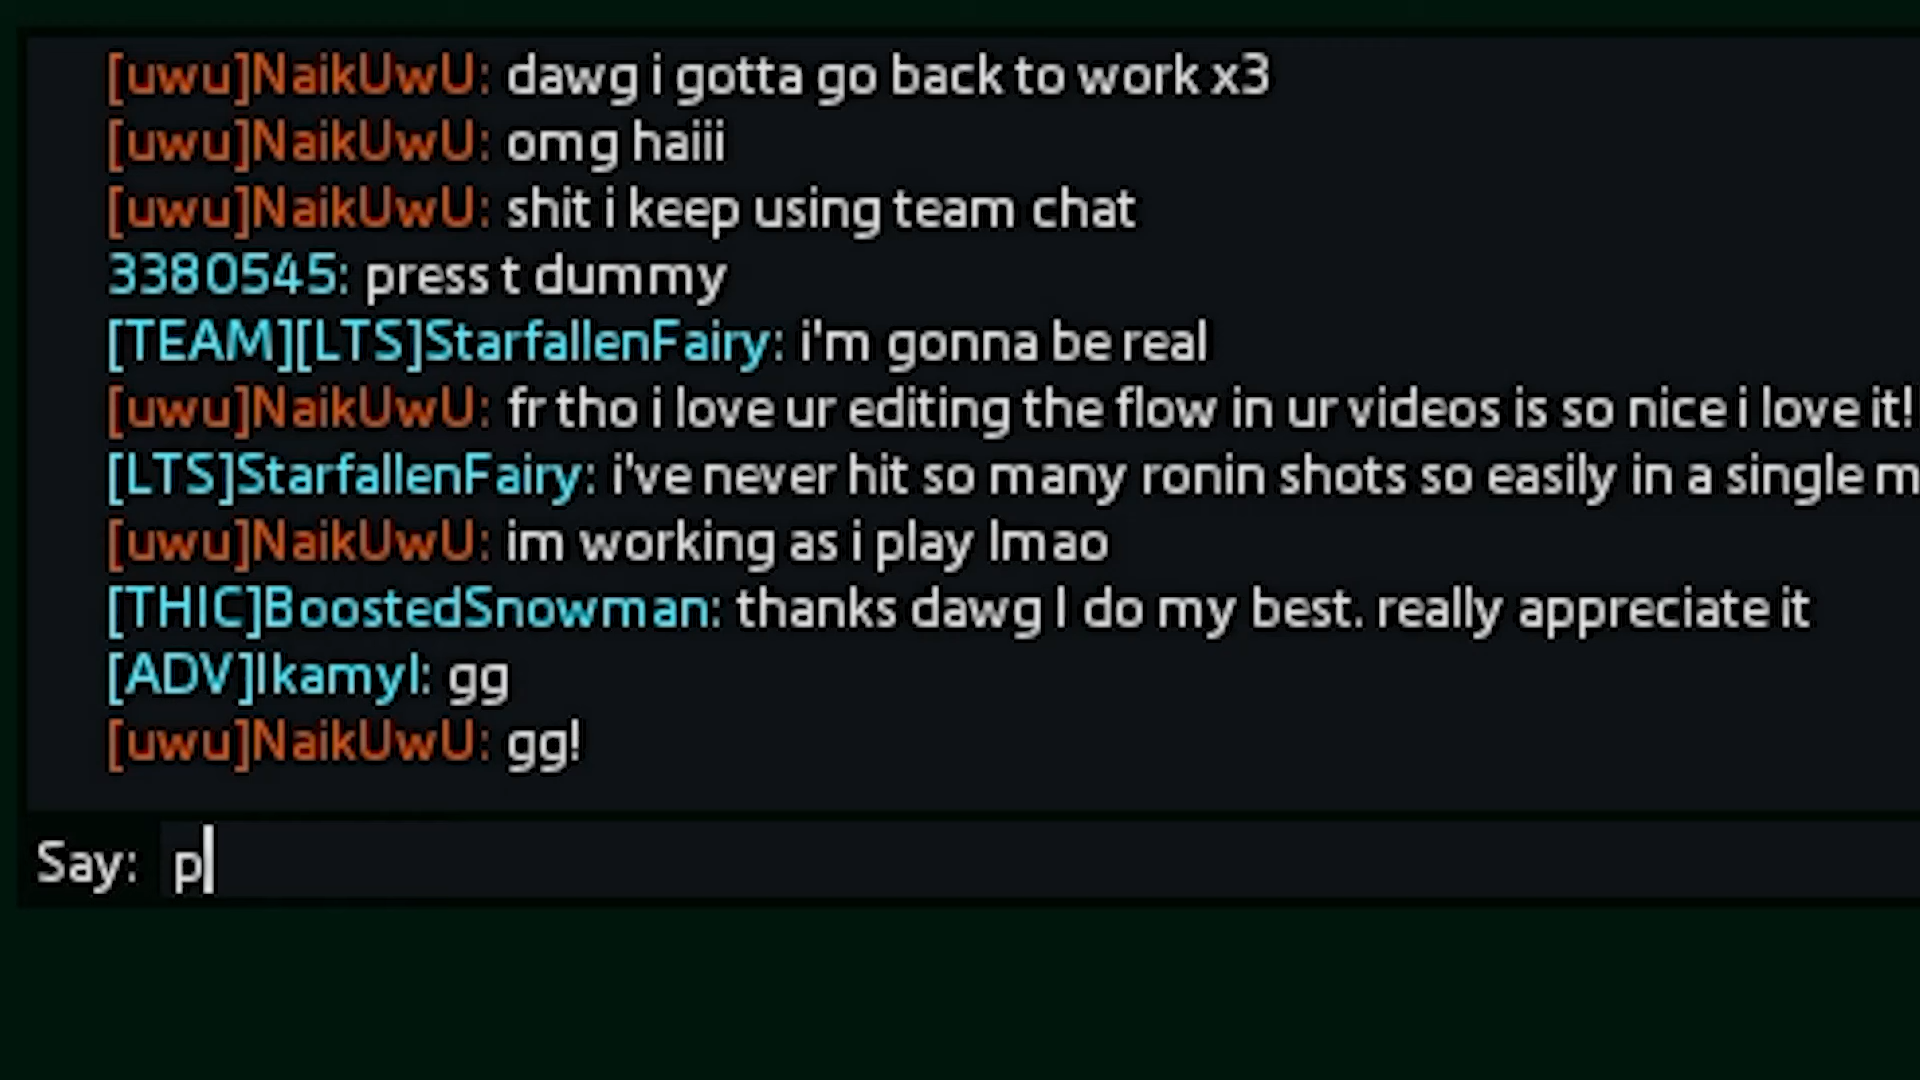 [uwu]NaikUwU: dawg i gotta go back to work x3
[uwu]NaikUwU: omg haiii
[uwu]NaikUwU: shit i keep using team chat
3380545: press t dummy
[TEAM][LTS]StarfallenFairy: i'm gonna be real
[uwu]NaikUwU: fr tho i love ur editing the flow in ur videos is so nice i love it!
[LTS]StarfallenFairy: i've never hit so many ronin shots so easily in a single m
[uwu]NaikUwU: im working as i play lmao
[THIC]BoostedSnowman: thanks dawg I do my best. really appreciate it
[ADV]Ikamyl: gg
[uwu]NaikUwU: gg!
Say: p